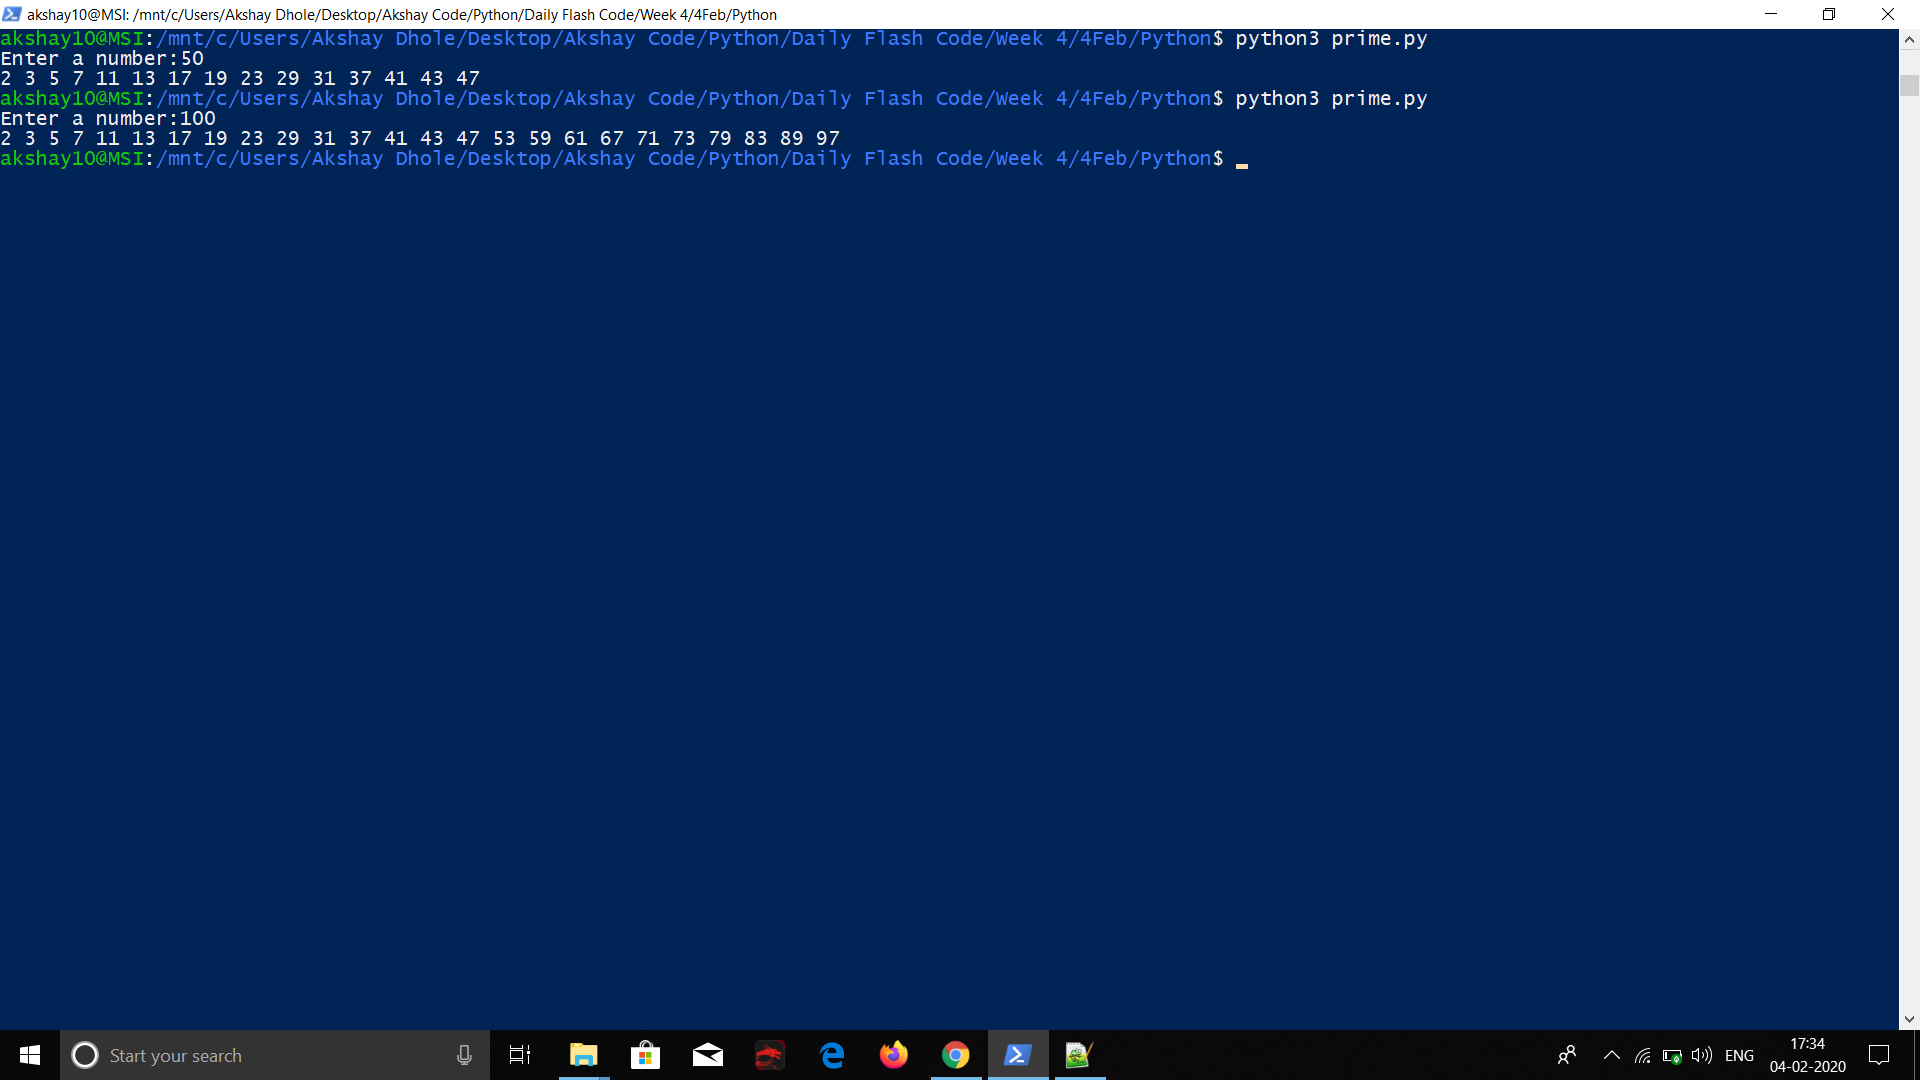 akshay10@MSI: /mnt/c/Users/Akshay Dhole/Desktop/Akshay Code/Python/Daily Flash Code/Week 4/4Feb/Python
akshay10@MSI:/mnt/c/Users/Akshay Dhole/Desktop/Akshay Code/Python/Daily Flash Code/Week 4/4Feb/Python$ python3 prime.py
Enter a number:50
2 3 5 7 11 13 17 19 23 29 31 37 41 43 47
akshay10@MSI:/mnt/c/Users/Akshay Dhole/Desktop/Akshay Code/Python/Daily Flash Code/Week 4/4Feb/Python$ python3 prime.py
Enter a number:100
2 3 5 7 11 13 17 19 23 29 31 37 41 43 47 53 59 61 67 71 73 79 83 89 97
akshay10@MSI:/mnt/c/Users/Akshay Dhole/Desktop/Akshay Code/Python/Daily Flash Code/Week 4/4Feb/Python$
Start your search
ENG
17:34
04-02-2020